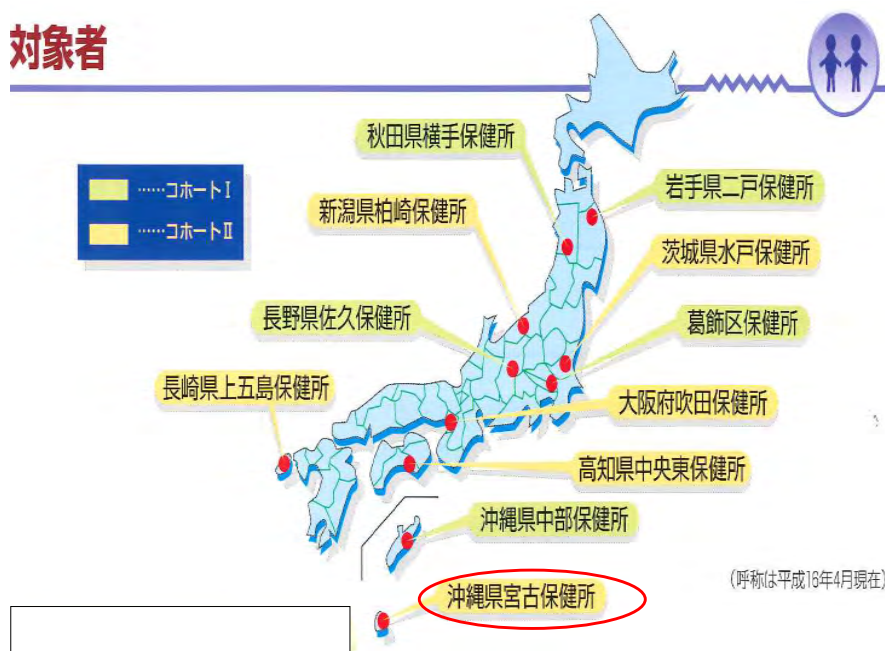 対象者
……コホートⅠ
……コホートⅡ
秋田県横手保健所
岩手県二戸保健所
新潟県柏崎保健所
茨城県水戸保健所
長野県佐久保健所
葛飾区保健所
長崎県上五島保健所
大阪府吹田保健所
高知県中央東保健所
沖縄県中部保健所
(呼称は平成16年4月現在)
沖縄県宮古保健所